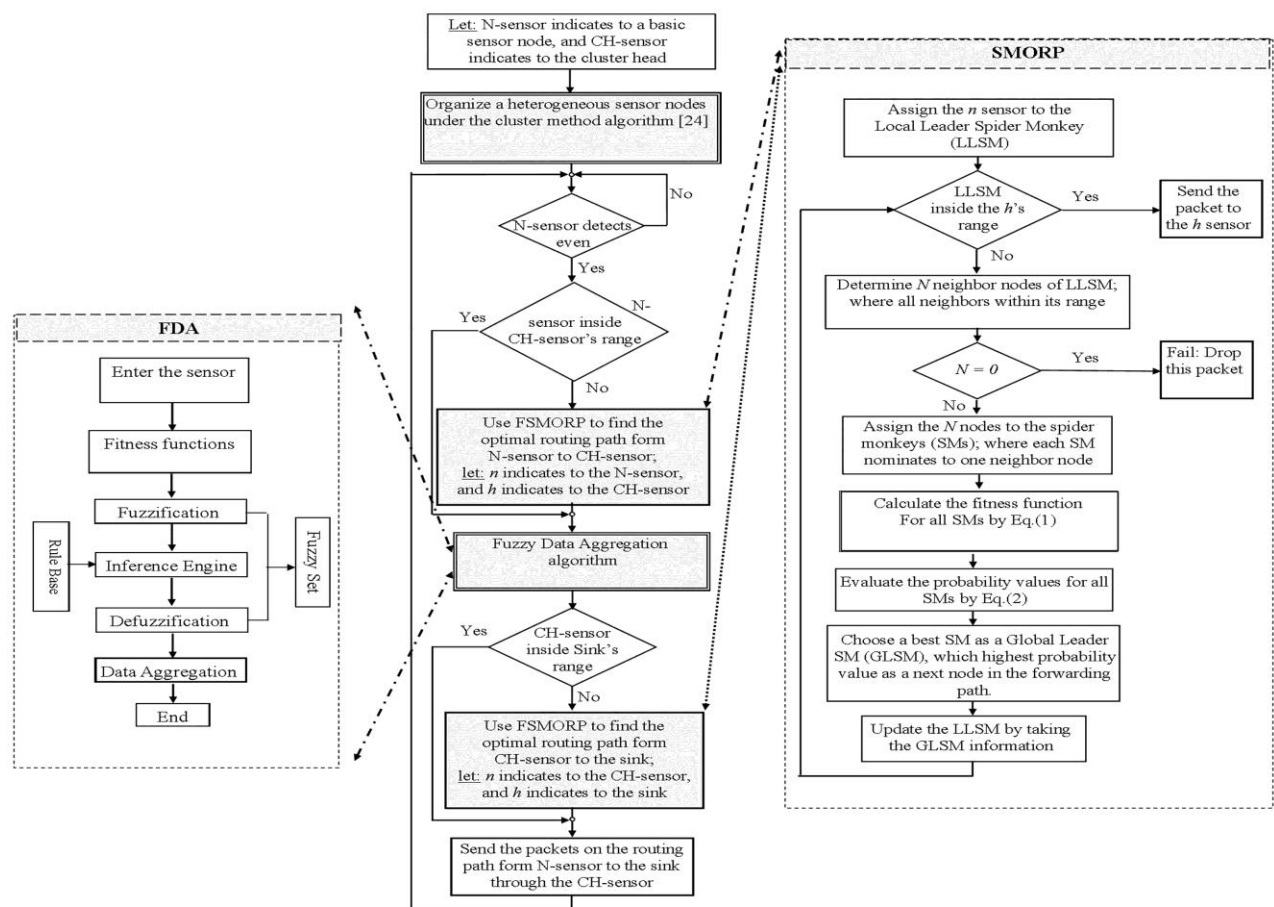 Let: N-sensor indicates to a basic
sensor node, and CH-sensor
indicates to the cluster head
Organize a heterogeneous sensor nodes
under the cluster method algorithm [24]
No
N-sensor detects
even
Yes
N-
Yes
sensor inside
CH-sensor's range
No
Use FSMORP to find the
optimal routing path form
N-sensor to CH-sensor;
let: n indicates to the N-sensor,
and h indicates to the CH-sensor
Fuzzy Data Aggregation
algorithm
Yes
CH-sensor
inside Sink's
range
No
Use FSMORP to find the
optimal routing path form
CH-sensor to the sink;
let: n indicates to the CH-sensor,
and h indicates to the sink
Send the packets on the routing
path form N-sensor to the sink
through the CH-sensor
FDA
Enter the sensor
Fitness functions
Fuzzification
Rule Base
Inference Engine
Fuzzy Set
Defuzzification
Data Aggregation
End
SMORP
Assign the n sensor to the
Local Leader Spider Monkey
(LLSM)
LLSM
inside the h's
range
Yes
Send the
packet to
the h sensor
No
Determine N neighbor nodes of LLSM;
where all neighbors within its range
N = 0
Yes
Fail: Drop
this packet
No
Assign the N nodes to the spider
monkeys (SMs); where each SM
nominates to one neighbor node
Calculate the fitness function
For all SMs by Eq.(1)
Evaluate the probability values for all
SMs by Eq.(2)
Choose a best SM as a Global Leader
SM (GLSM), which highest probability
value as a next node in the forwarding
path.
Update the LLSM by taking
the GLSM information